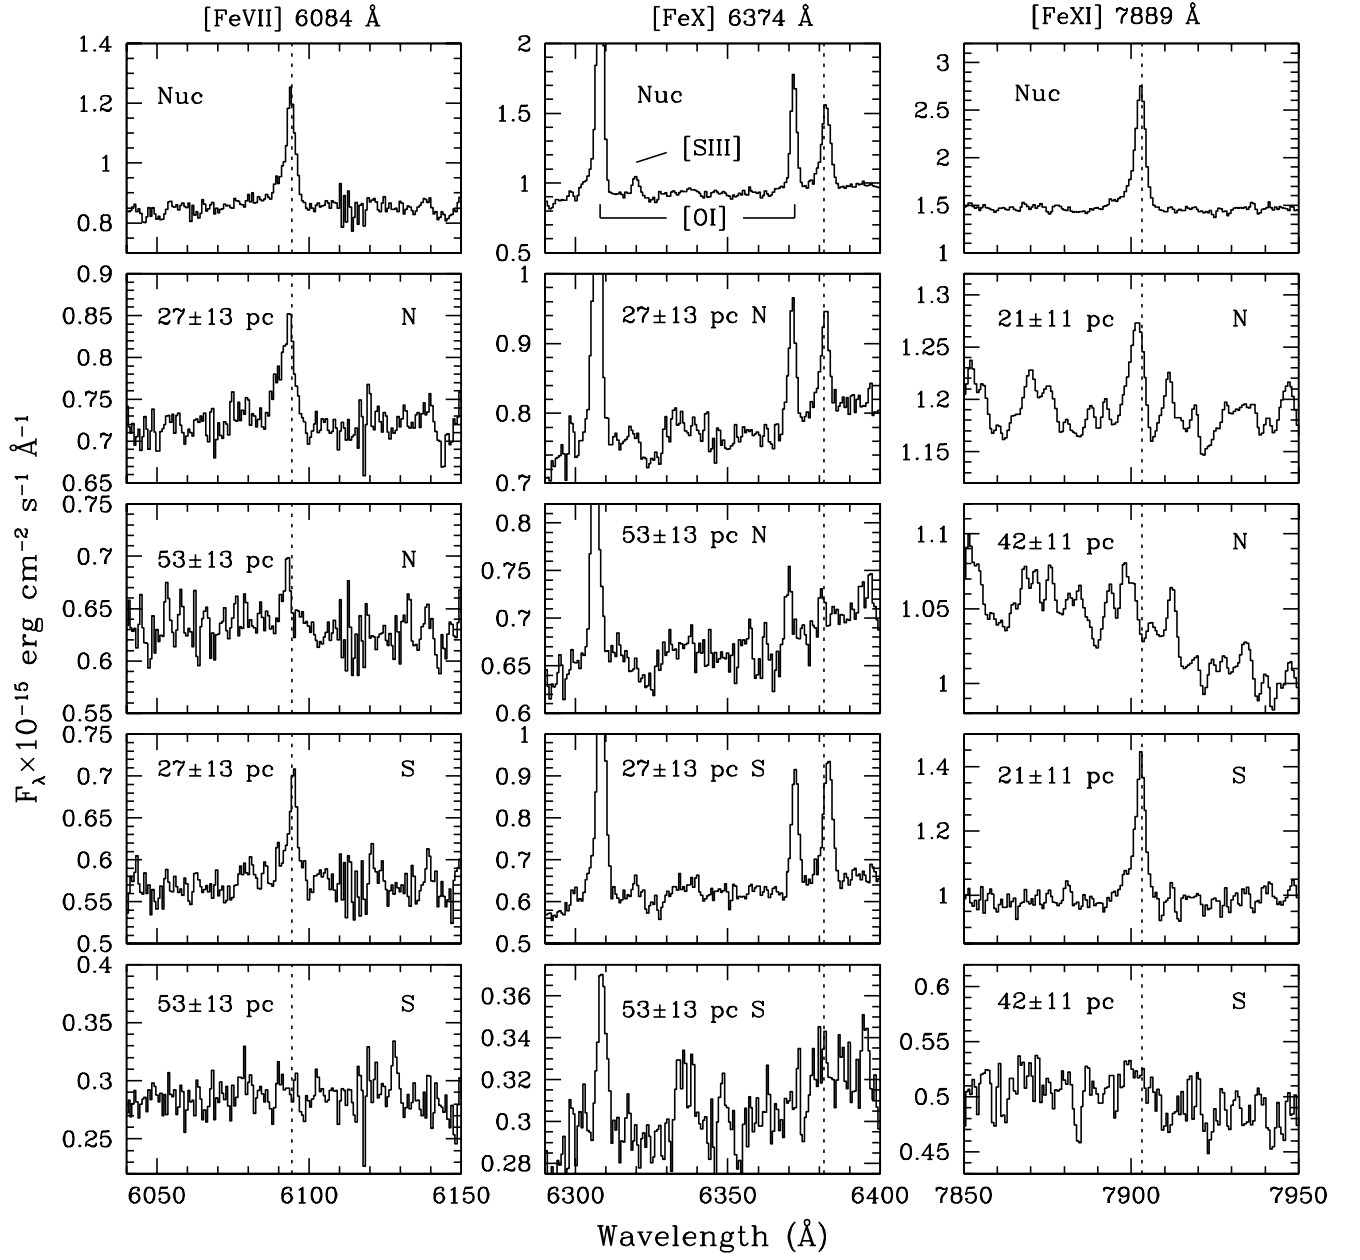 [FeVII] 6084 Å [FeX] 6374 Å [FeXI] 7889 Å
1.4 2 3
Nuc Nuc Nuc
1.2 1.5 2.5
[SIII]
1 1 2
[OI]
0.8 0.5 1.5
1
0.9 1 1.3
27±13 pc N 27±13 pc N 21±11 pc N
0.85 0.9 1.25
0.8
0.75 0.8 1.2
0.7 1.15
0.65 0.7
0.75 0.8 1.1
53±13 pc N 53±13 pc N 42±11 pc N
0.7 0.75
0.65 0.7 1.05
0.6 0.65
0.55 0.6 1
0.75 1
27±13 pc S 27±13 pc S 21±11 pc S
0.7 0.9 1.4
0.65 0.8 1.2
0.6 0.7
0.55 0.6 1
0.5 0.5
0.4 0.36 0.6
53±13 pc S 53±13 pc S 42±11 pc S
0.35 0.34 0.55
0.3 0.32 0.5
0.3
0.25 0.28 0.45
6050 6100 6150 6300 6350 6400 7850 7900 7950
Wavelength (Å)
F_λ×10⁻¹⁵ erg cm⁻² s⁻¹ Å⁻¹